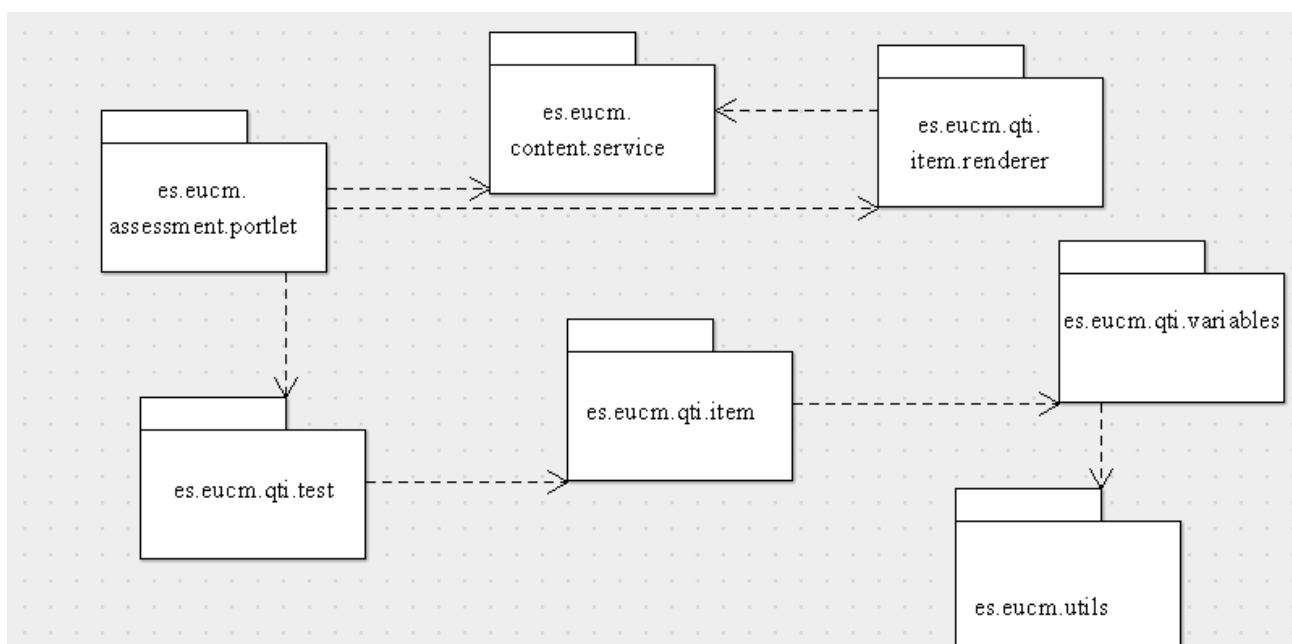 es.eucm.
content.service
es.eucm.qti.
item.renderer
es.eucm.
assessment.portlet
es.eucm.qti.variables
es.eucm.qti.item
es.eucm.qti.test
es.eucm.utils